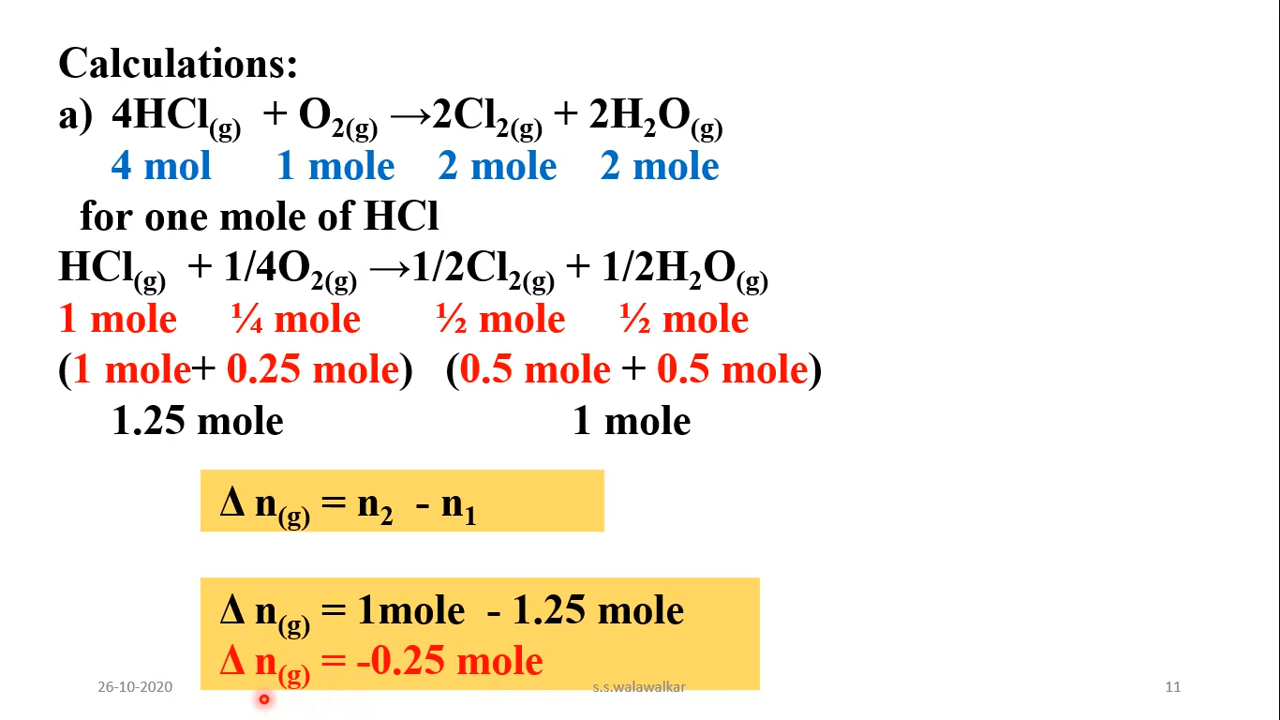 Calculations:
a) 4HCl(g) + O2(g) →2Cl2(g) + 2H2O(g)
4 mol 1 mole 2 mole 2 mole
for one mole of HCl
HCl(g) + 1/4O2(g) →1/2Cl2(g) + 1/2H2O(g)
1 mole ¼ mole ½ mole ½ mole
(1 mole+ 0.25 mole) (0.5 mole + 0.5 mole)
1.25 mole 1 mole
Δ n(g) = n2 - n1
Δ n(g) = 1mole - 1.25 mole
Δ n(g) = -0.25 mole
26-10-2020 s.s.walawalkar 11